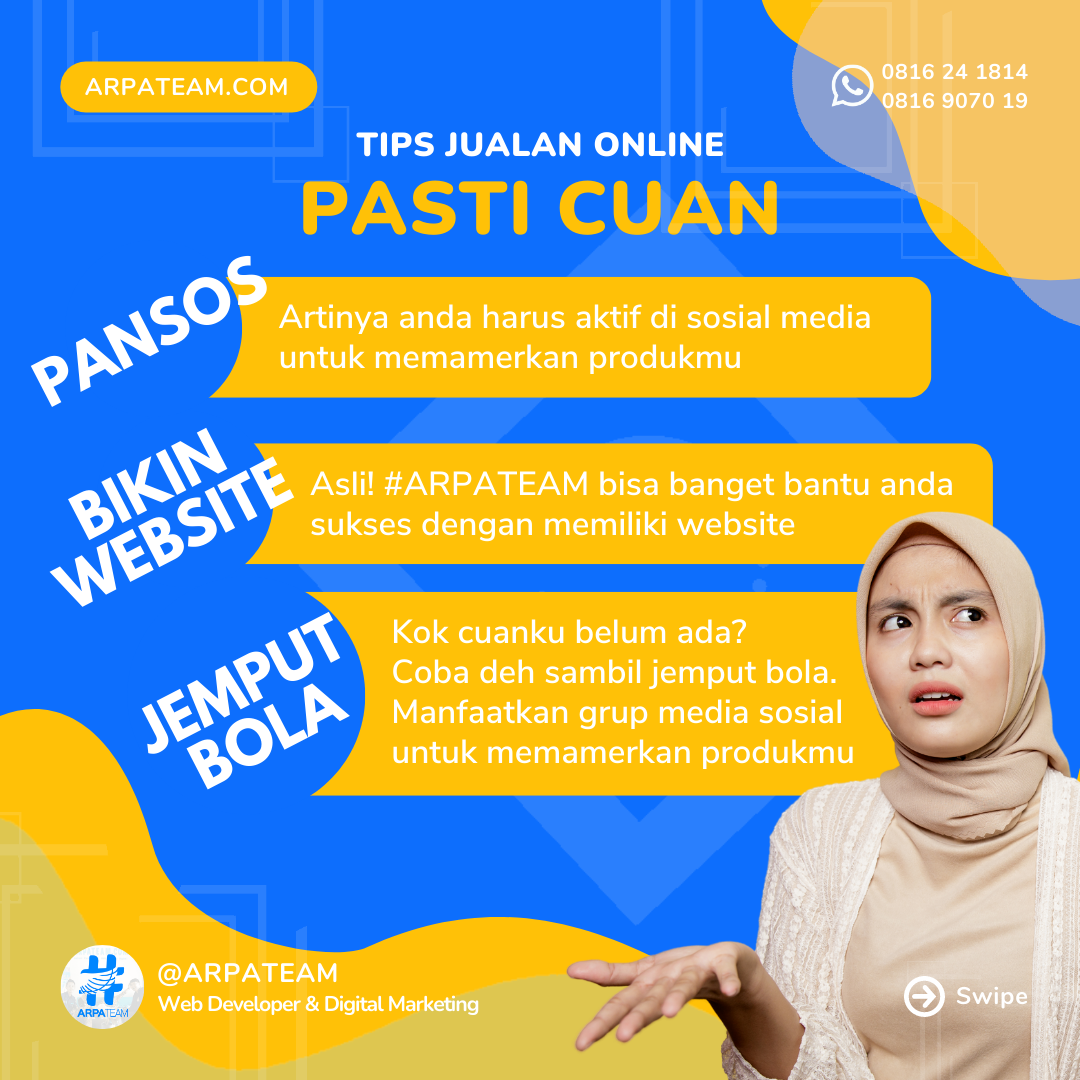 ARPATEAM.COM
0816 24 1814
0816 9070 19
TIPS JUALAN ONLINE
PASTI CUAN
PANSOS
Artinya anda harus aktif di sosial media
untuk memamerkan produkmu
BIKIN
WEBSITE
Asli! #ARPATEAM bisa banget bantu anda
sukses dengan memiliki website
JEMPUT
BOLA
Kok cuanku belum ada?
Coba deh sambil jemput bola.
Manfaatkan grup media sosial
untuk memamerkan produkmu
ARPATEAM
@ARPATEAM
Web Developer & Digital Marketing
Swipe